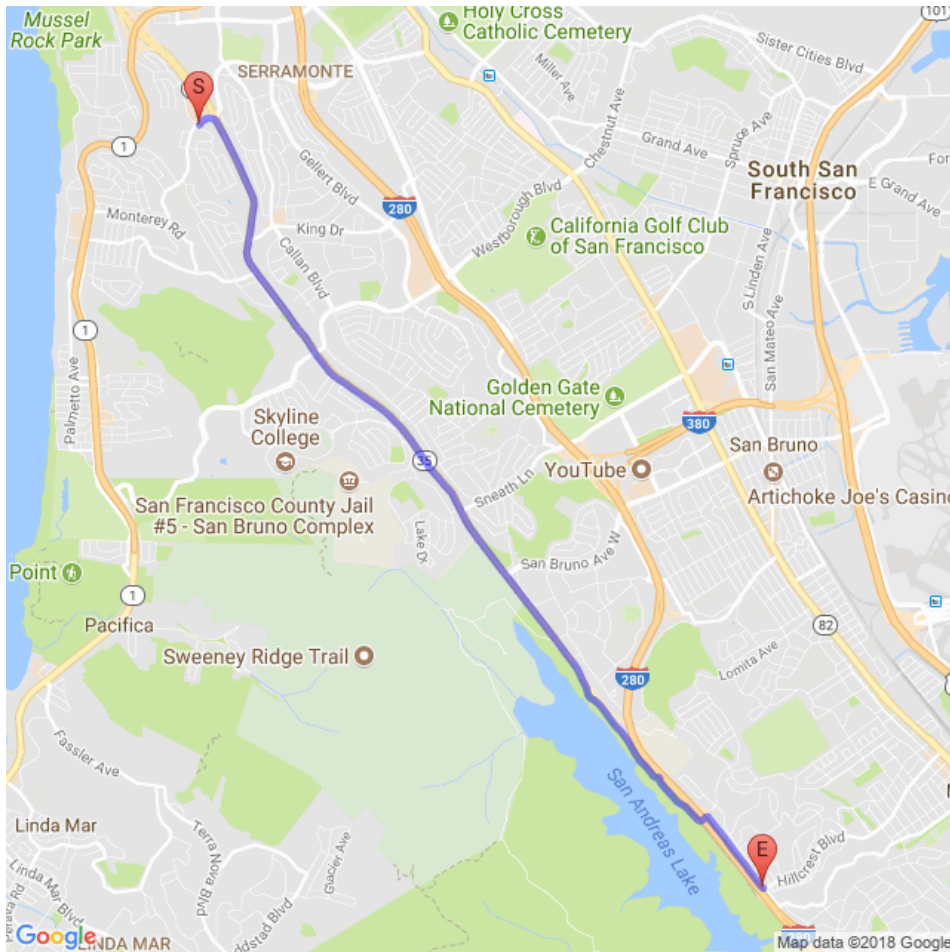 Mussel
Rock Park
Holy Cross
Catholic Cemetery
101
Sister Cities Blvd
SERRAMONTE
Miller Ave
S
Chestnut Ave
Spruce Ave
Grand Ave
1
Gellert Blvd
South San
Francisco
E Grand Ave
Westborough Blvd
280
Monterey Rd
King Dr
California Golf Club
of San Francisco
Callan Blvd
S Linden Ave
1
San Mateo Ave
Palmetto Ave
Golden Gate
National Cemetery
380
Skyline
College
San Bruno
35
YouTube
Sneath Ln
Artichoke Joe's Casino
San Francisco County Jail
#5 - San Bruno Complex
Lake Dr
San Bruno Ave W
Point
1
Pacifica
82
Sweeney Ridge Trail
Lomita Ave
280
Fassler Ave
San Andreas Lake
Linda Mar
Terra Nova Blvd
Glacier Ave
E
Hillcrest Blvd
Linda Mar Blvd
Google
LINDA MAR
Map data ©2018 Google